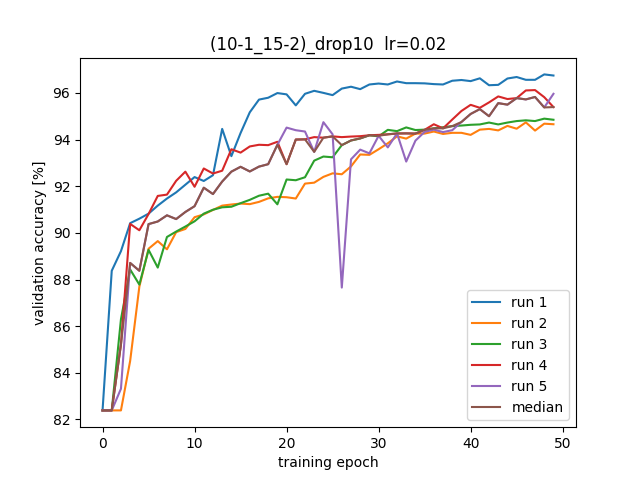 (10-1_15-2)_drop10  lr=0.02
validation accuracy [%]
96
94
92
90
88
86
84
82
0
10
20
30
40
50
training epoch
run 1
run 2
run 3
run 4
run 5
median